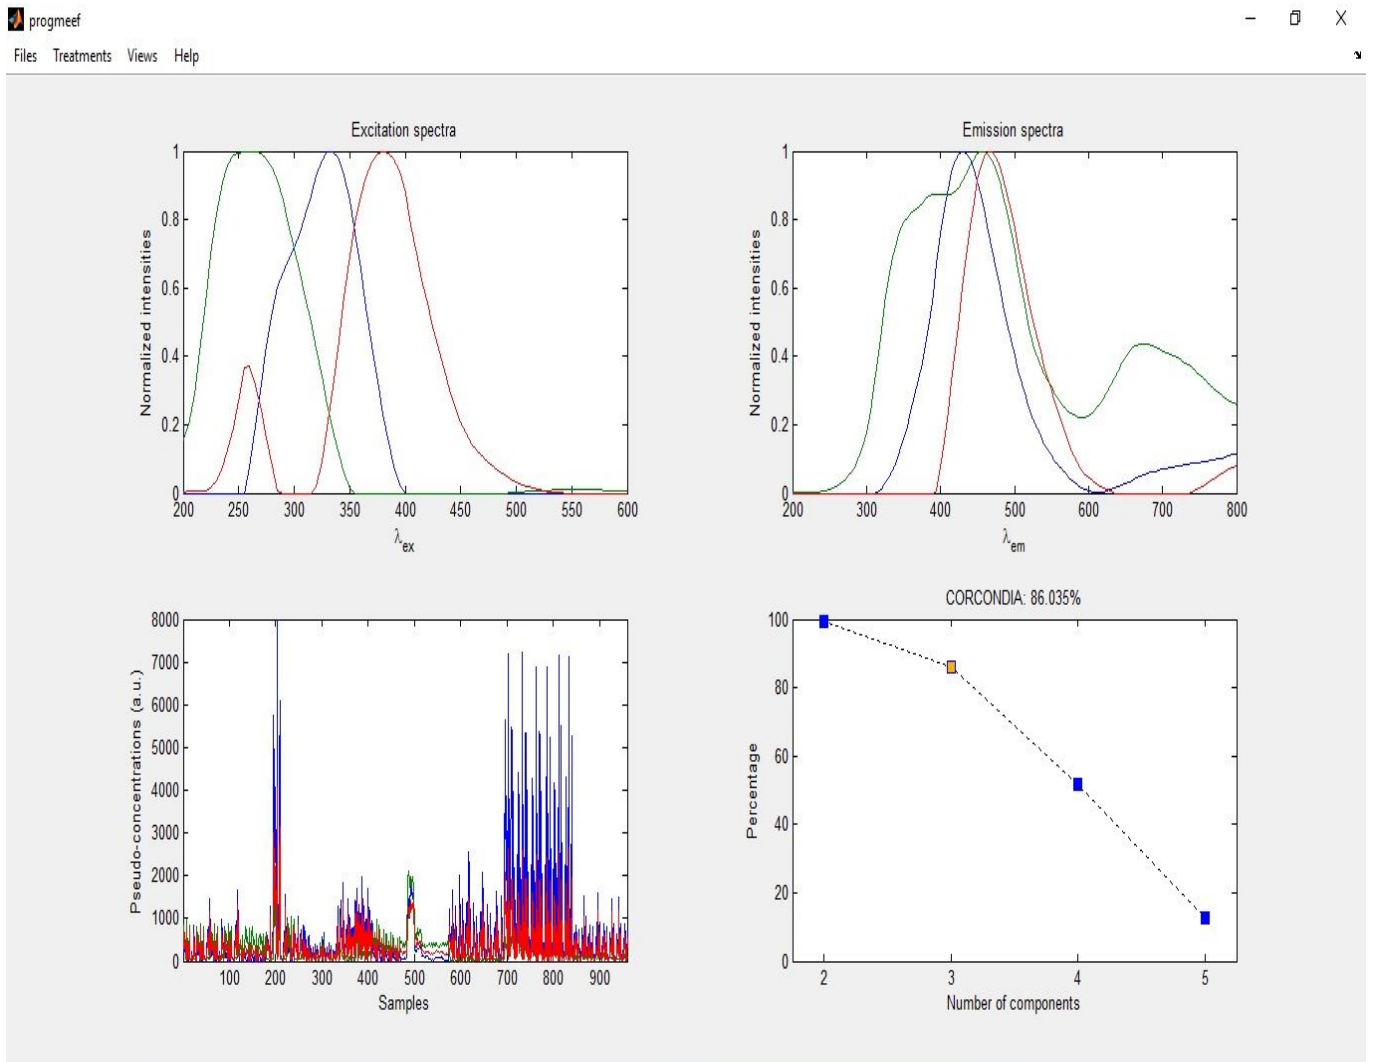 progmeef
Files Treatments Views Help
Excitation spectra
Normalized intensities
1
0.8
0.6
0.4
0.2
0
200 250 300 350 400 450 500 550 600
λex
Emission spectra
Normalized intensities
1
0.8
0.6
0.4
0.2
0
200 300 400 500 600 700 800
λem
Pseudo-concentrations (a.u.)
8000
7000
6000
5000
4000
3000
2000
1000
0
100 200 300 400 500 600 700 800 900
Samples
CORCONDIA: 86.035%
Percentage
100
80
60
40
20
0
2 3 4 5
Number of components